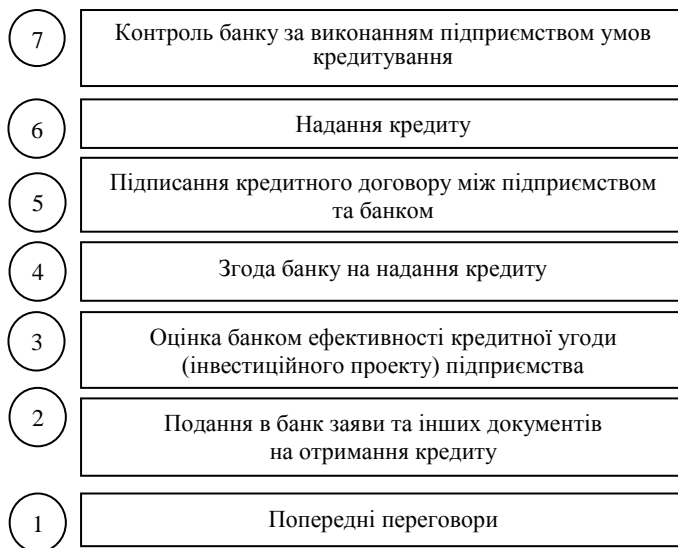 7
Контроль банку за виконанням підприємством умов
кредитування
6
Надання кредиту
5
Підписання кредитного договору між підприємством
та банком
4
Згода банку на надання кредиту
3
Оцінка банком ефективності кредитної угоди
(інвестиційного проекту) підприємства
2
Подання в банк заяви та інших документів
на отримання кредиту
1
Попередні переговори